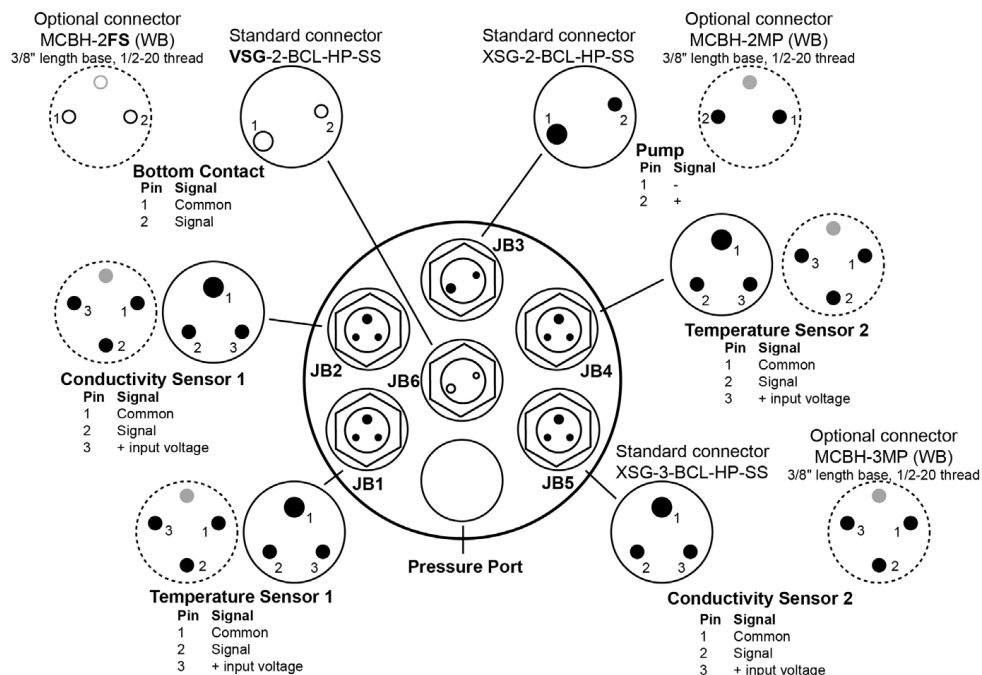 Optional connector
MCBH-2FS (WB)
3/8" length base, 1/2-20 thread
1
2
Standard connector
VSG-2-BCL-HP-SS
1
2
Standard connector
XSG-2-BCL-HP-SS
1
2
Optional connector
MCBH-2MP (WB)
3/8" length base, 1/2-20 thread
2
1
Bottom Contact
Pin Signal
1 Common
2 Signal
Pump
Pin Signal
1 -
2 +
JB3
JB2
JB6
JB4
JB1
JB5
Pressure Port
3
1
2
1
2
3
Conductivity Sensor 1
Pin Signal
1 Common
2 Signal
3 + input voltage
1
2
3
3
1
2
Temperature Sensor 2
Pin Signal
1 Common
2 Signal
3 + input voltage
3
1
2
1
2
3
Temperature Sensor 1
Pin Signal
1 Common
2 Signal
3 + input voltage
Standard connector
XSG-3-BCL-HP-SS
1
2
3
Optional connector
MCBH-3MP (WB)
3/8" length base, 1/2-20 thread
3
1
2
Conductivity Sensor 2
Pin Signal
1 Common
2 Signal
3 + input voltage